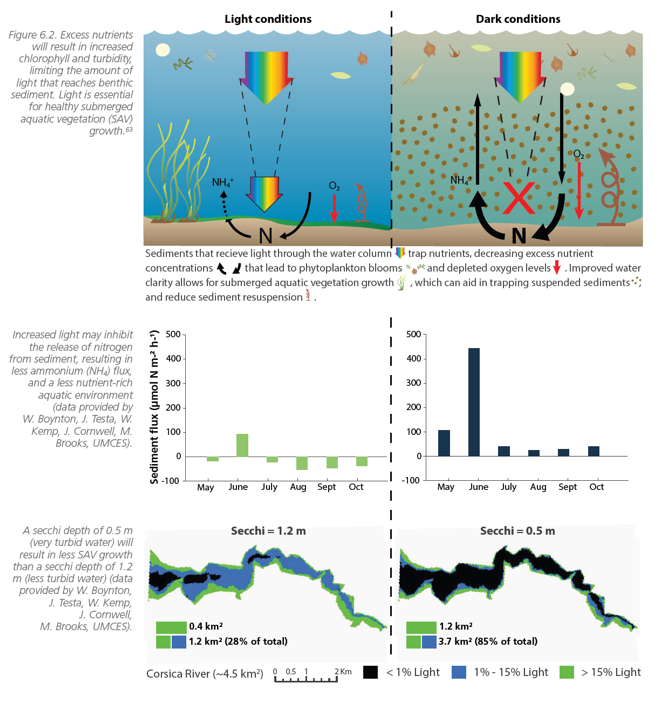 Light conditions
Dark conditions
Figure 6.2. Excess nutrients
will result in increased
chlorophyll and turbidity,
limiting the amount of
light that reaches benthic
sediment. Light is essential
for healthy submerged
aquatic vegetation (SAV)
growth.⁶³
NH₄⁺
O₂
N
NH₄⁺
O₂
N
Sediments that recieve light through the water column trap nutrients, decreasing excess nutrient
concentrations that lead to phytoplankton blooms and depleted oxygen levels . Improved water
clarity allows for submerged aquatic vegetation growth , which can aid in trapping suspended sediments ;
and reduce sediment resuspension .
Increased light may inhibit
the release of nitrogen
from sediment, resulting in
less ammonium (NH₄) flux,
and a less nutrient-rich
aquatic environment
(data provided by
W. Boynton, J. Testa, W.
Kemp, J. Cornwell, M.
Brooks, UMCES).
Sediment flux (µmol N m-² h-¹)
500
400
300
200
100
0
-100
May June July Aug Sept Oct
500
400
300
200
100
0
-100
May June July Aug Sept Oct
A secchi depth of 0.5 m
(very turbid water) will
result in less SAV growth
than a secchi depth of 1.2
m (less turbid water) (data
provided by W. Boynton,
J. Testa, W. Kemp,
J. Cornwell,
M. Brooks, UMCES).
Secchi = 1.2 m
0.4 km²
1.2 km² (28% of total)
Secchi = 0.5 m
1.2 km²
3.7 km² (85% of total)
Corsica River (~4.5 km²)
0 0.5 1 2 Km
< 1% Light
1% - 15% Light
> 15% Light